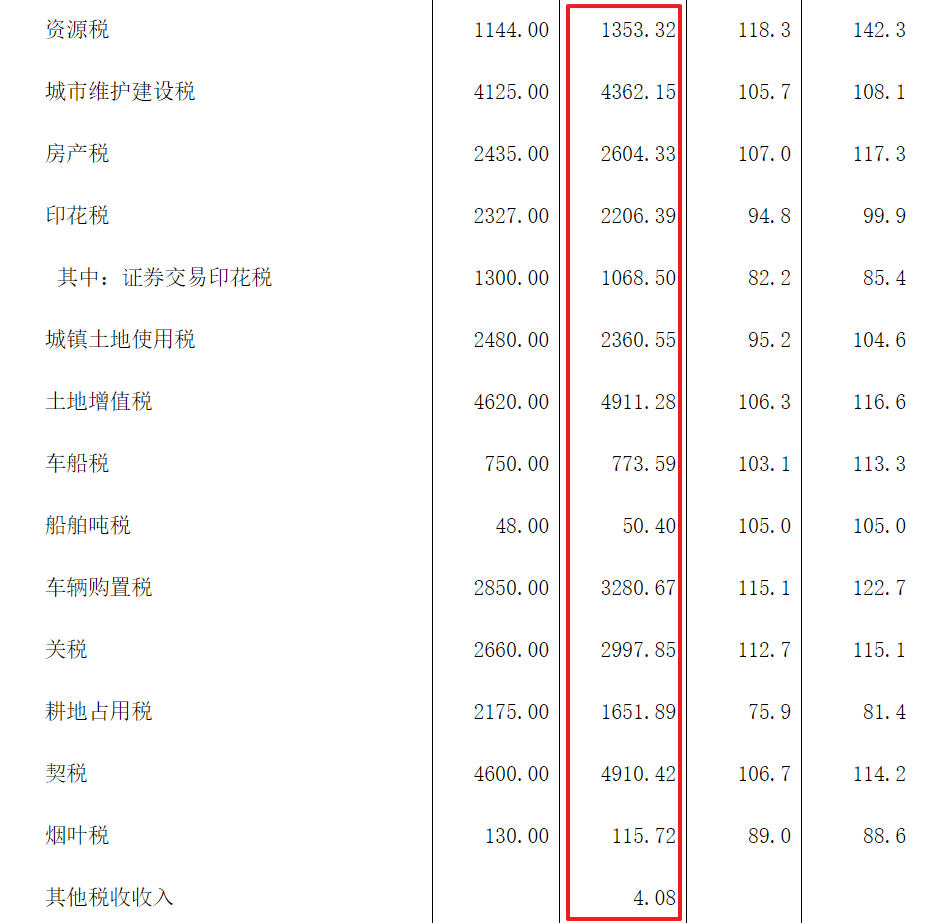 资源税 1144.00 1353.32 118.3 142.3
城市维护建设税 4125.00 4362.15 105.7 108.1
房产税 2435.00 2604.33 107.0 117.3
印花税 2327.00 2206.39 94.8 99.9
其中：证券交易印花税 1300.00 1068.50 82.2 85.4
城镇土地使用税 2480.00 2360.55 95.2 104.6
土地增值税 4620.00 4911.28 106.3 116.6
车船税 750.00 773.59 103.1 113.3
船舶吨税 48.00 50.40 105.0 105.0
车辆购置税 2850.00 3280.67 115.1 122.7
关税 2660.00 2997.85 112.7 115.1
耕地占用税 2175.00 1651.89 75.9 81.4
契税 4600.00 4910.42 106.7 114.2
烟叶税 130.00 115.72 89.0 88.6
其他税收收入 4.08